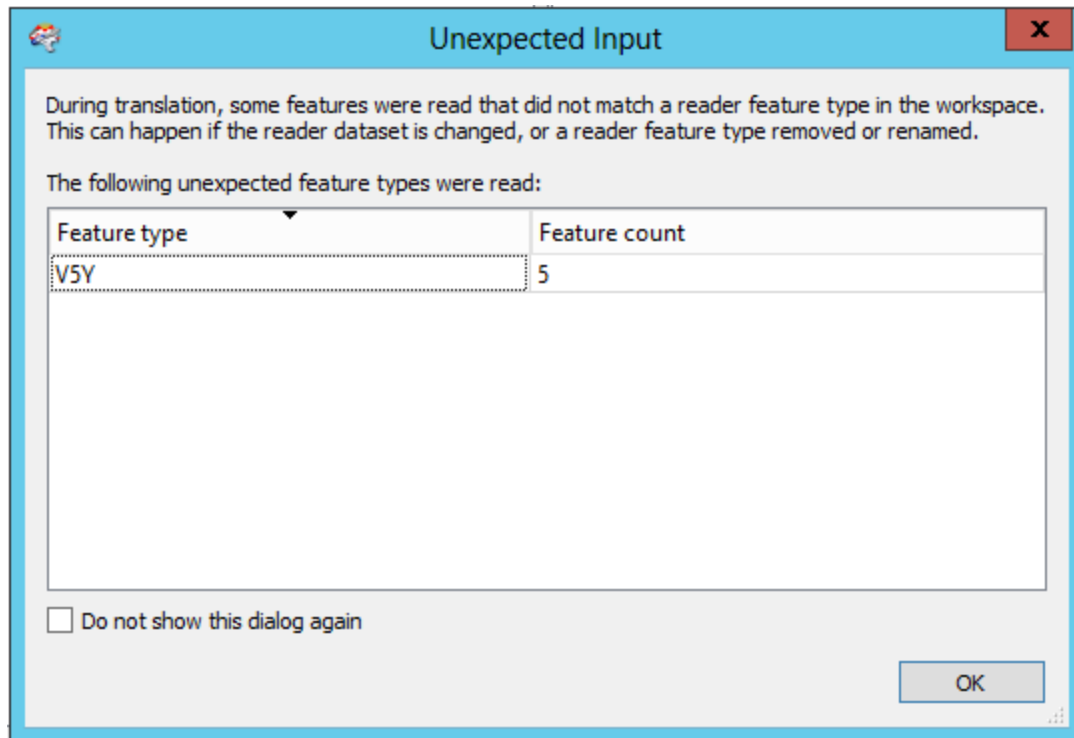 Unexpected Input
x
During translation, some features were read that did not match a reader feature type in the workspace.
This can happen if the reader dataset is changed, or a reader feature type removed or renamed.
The following unexpected feature types were read:
Feature type Feature count
V5Y 5
Do not show this dialog again
OK